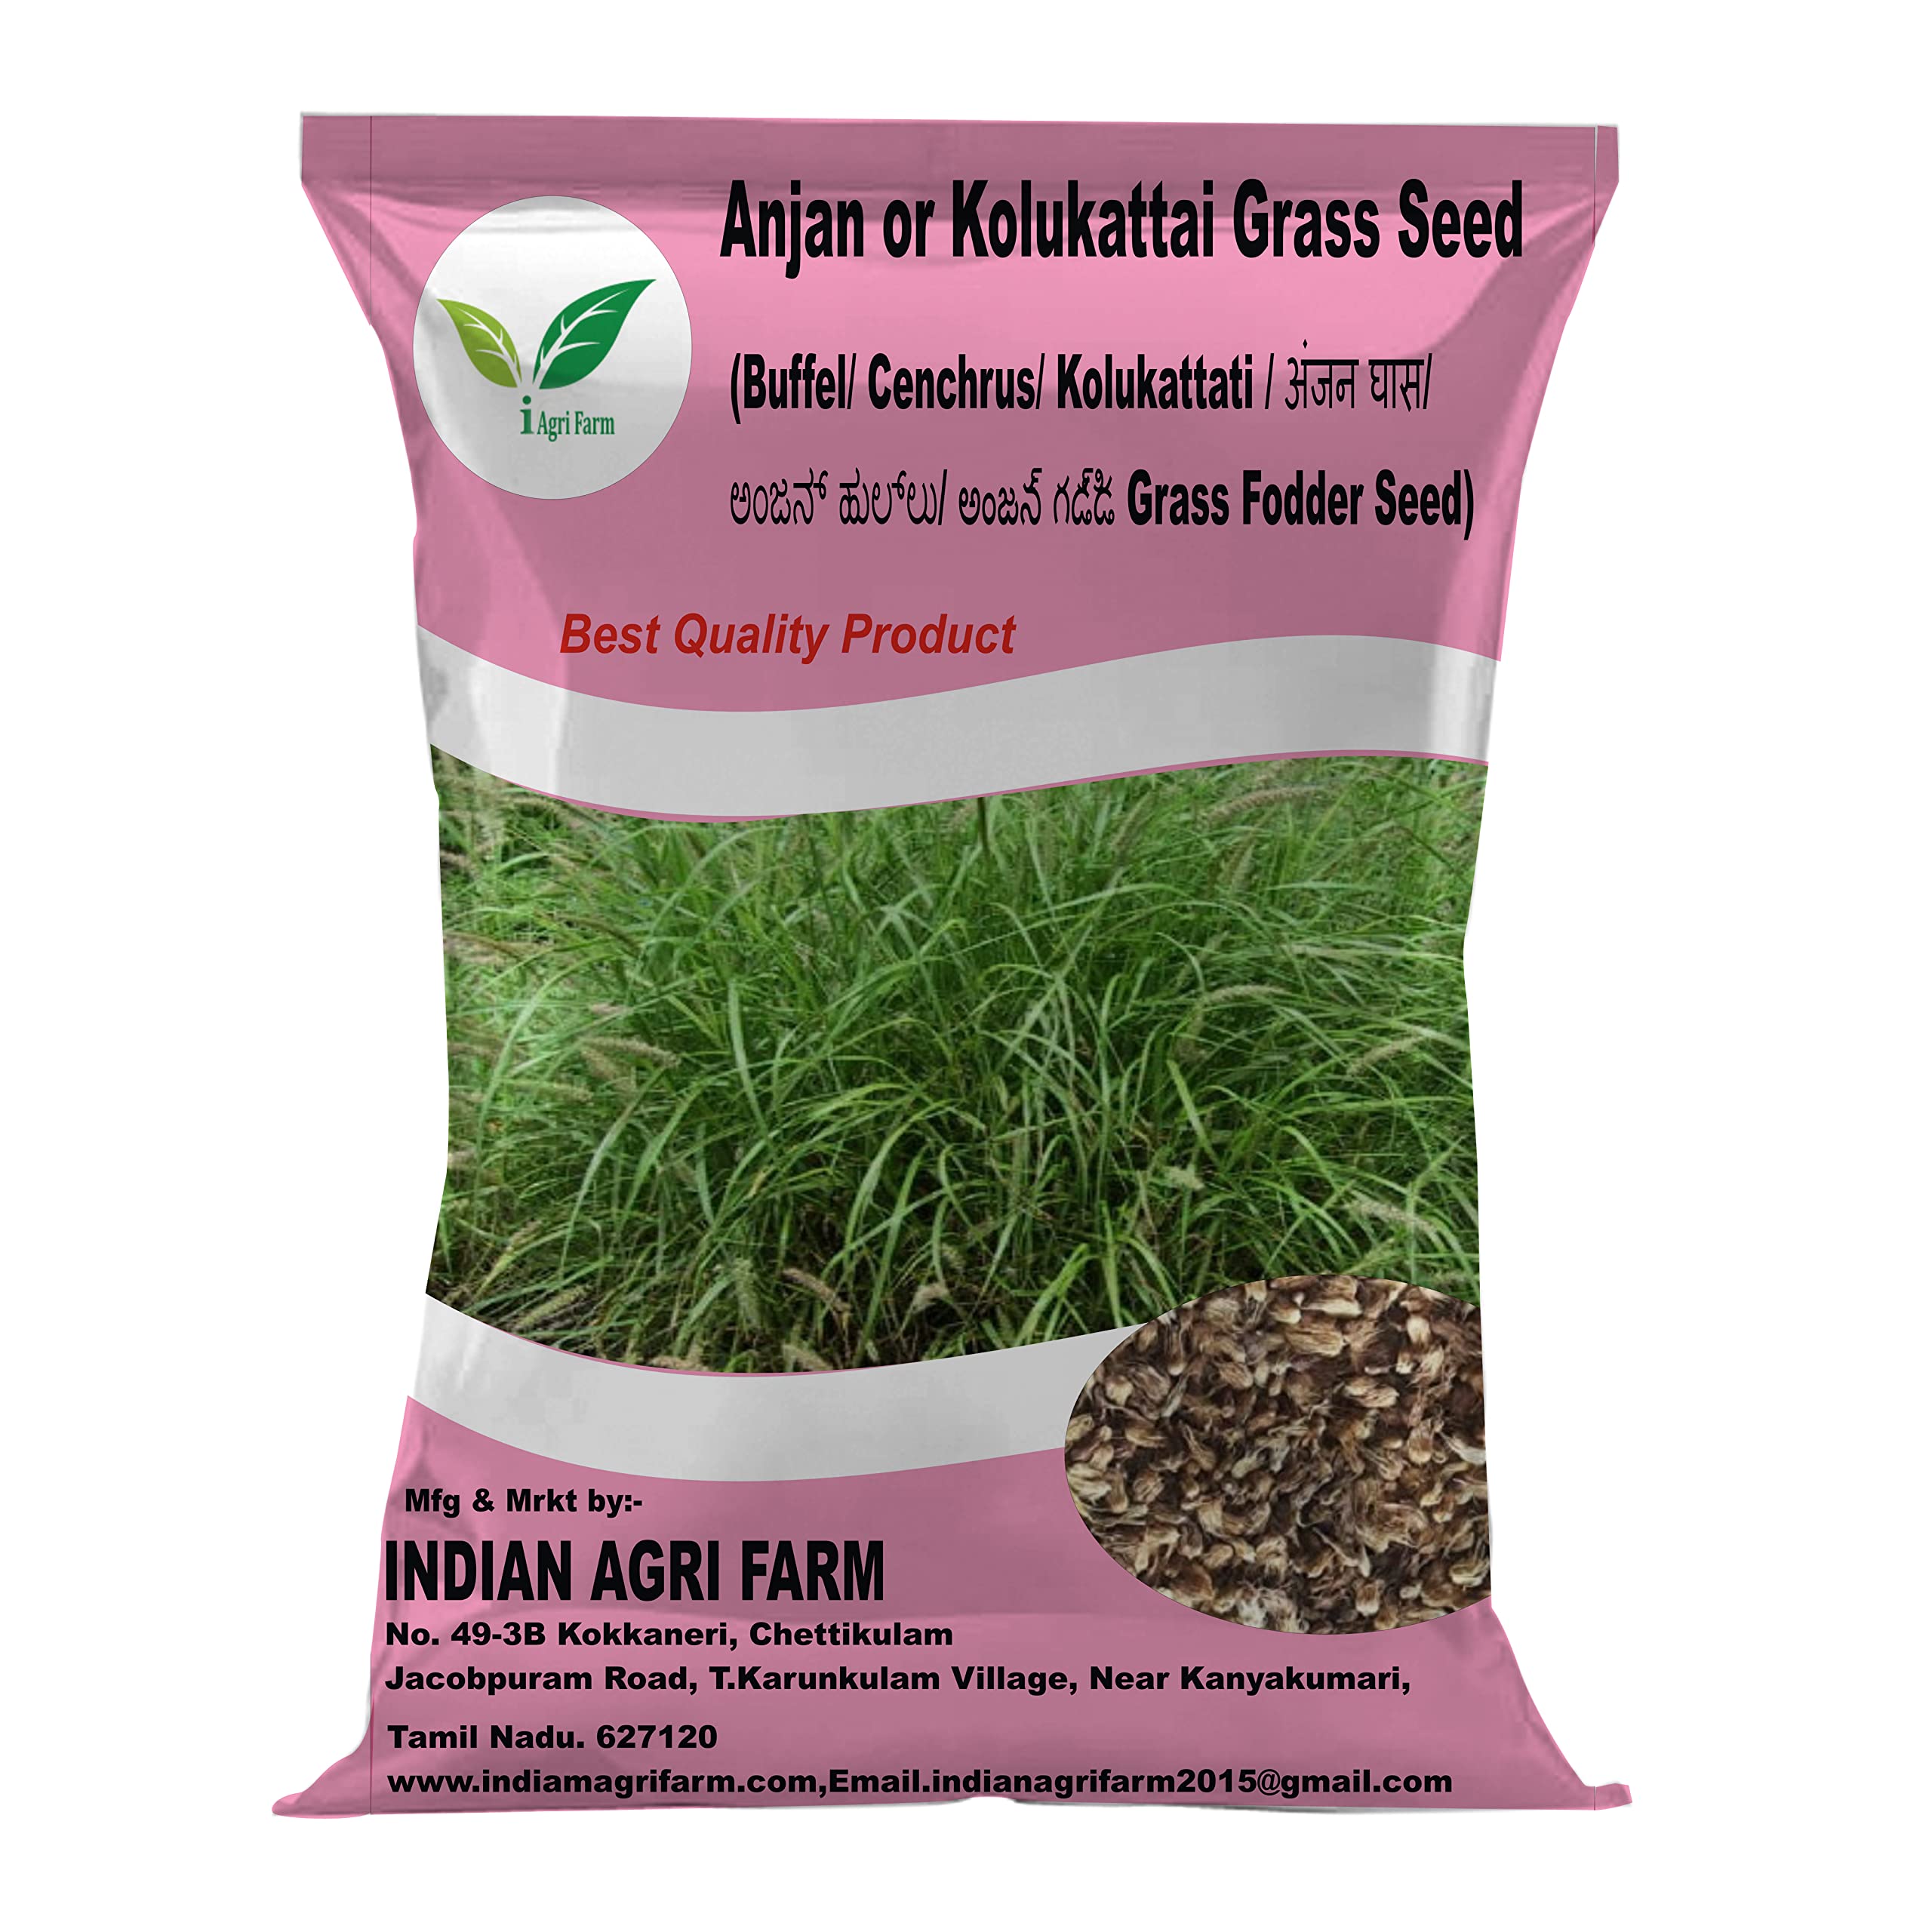 Anjan or Kolukattai Grass Seed
(Buffel/ Cenchrus/ Kolukattati / अंजन घास/
ಅಂಜನ್ ಹುಲ್ಲು/ అంజన్ గడ్డి Grass Fodder Seed)
i Agri Farm
Best Quality Product
Mfg & Mrkt by:-
INDIAN AGRI FARM
No. 49-3B Kokkaneri, Chettikulam
Jacobpuram Road, T.Karunkulam Village, Near Kanyakumari,
Tamil Nadu. 627120
www.indiamagrifarm.com,Email.indianagrifarm2015@gmail.com